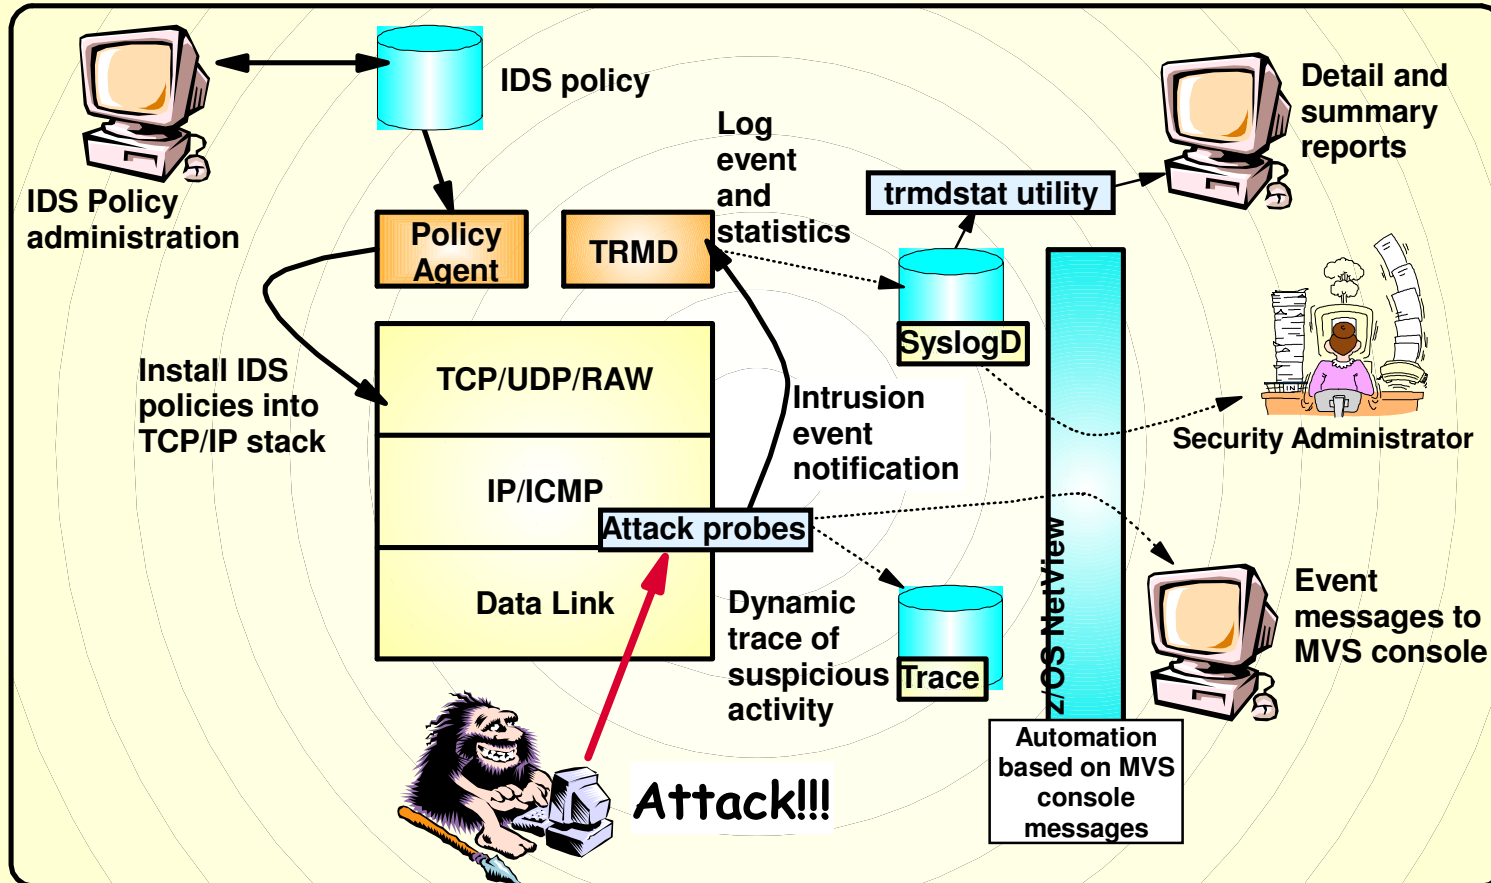 IDS policy
Detail and
summary
reports
Log
event
and
statistics
trmdstat utility
IDS Policy
administration
Policy
Agent
TRMD
SyslogD
Install IDS
policies into
TCP/IP stack
TCP/UDP/RAW
Intrusion
event
notification
Security Administrator
IP/ICMP
Attack probes
z/OS NetView
Data Link
Dynamic
trace of
suspicious
activity
Trace
Event
messages to
MVS console
Attack!!!
Automation
based on MVS
console
messages